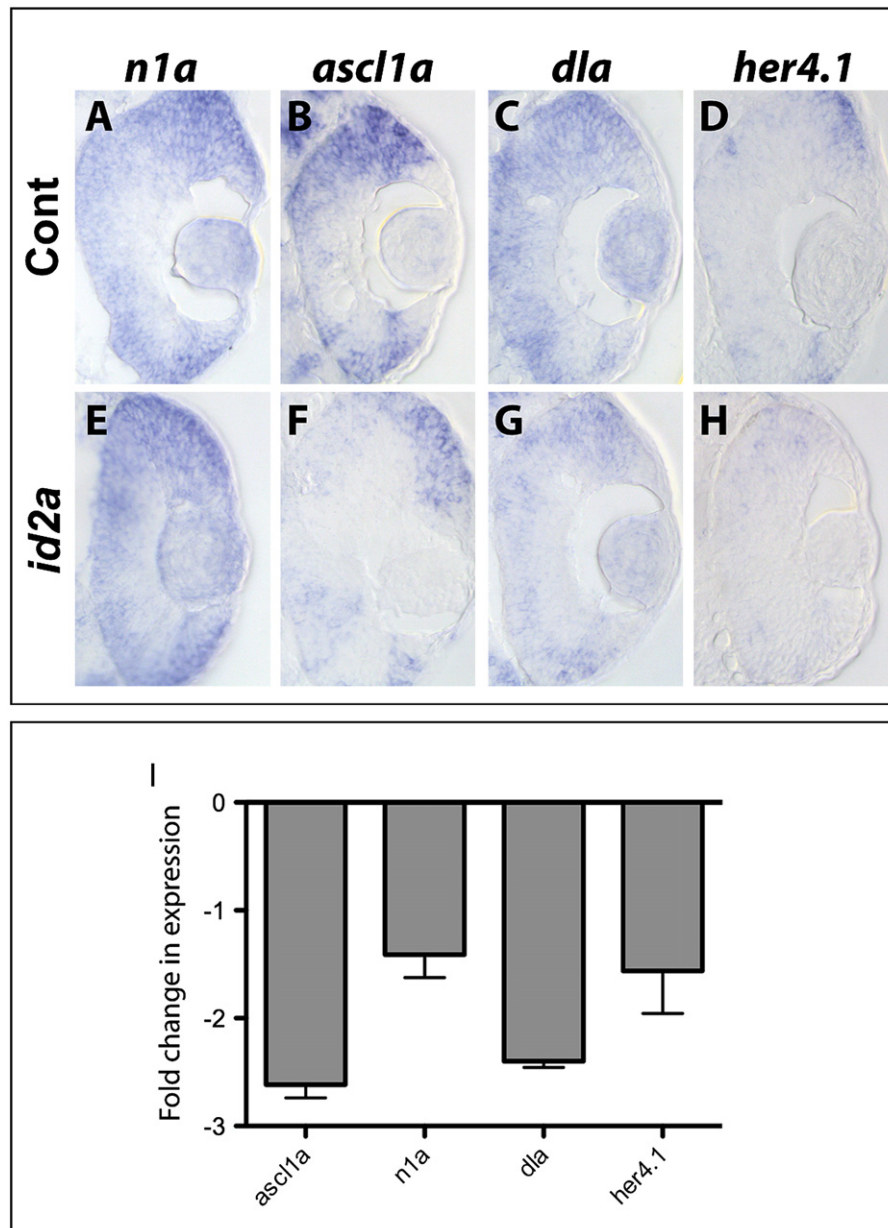 n1a ascl1a dla her4.1
Cont
A B C D
id2a
E F G H
I
Fold change in expression
0
-1
-2
-3
ascl1a n1a dla her4.1